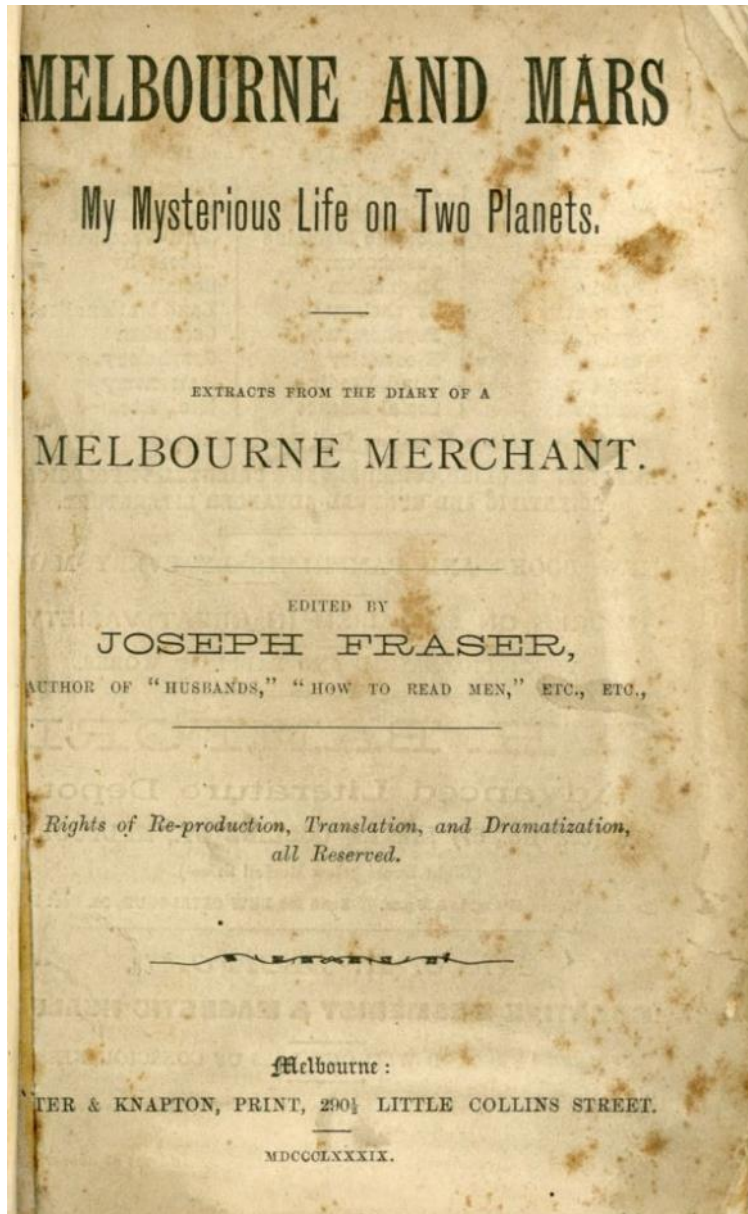 MELBOURNE AND MARS
My Mysterious Life on Two Planets.
EXTRACTS FROM THE DIARY OF A
MELBOURNE MERCHANT.
EDITED BY
JOSEPH FRASER,
AUTHOR OF "HUSBANDS," "HOW TO READ MEN," ETC., ETC.,
Rights of Re-production, Translation, and Dramatization,
all Reserved.
Melbourne:
TER & KNAPTON, PRINT, 290½ LITTLE COLLINS STREET.
MDCCCLXXXIX.